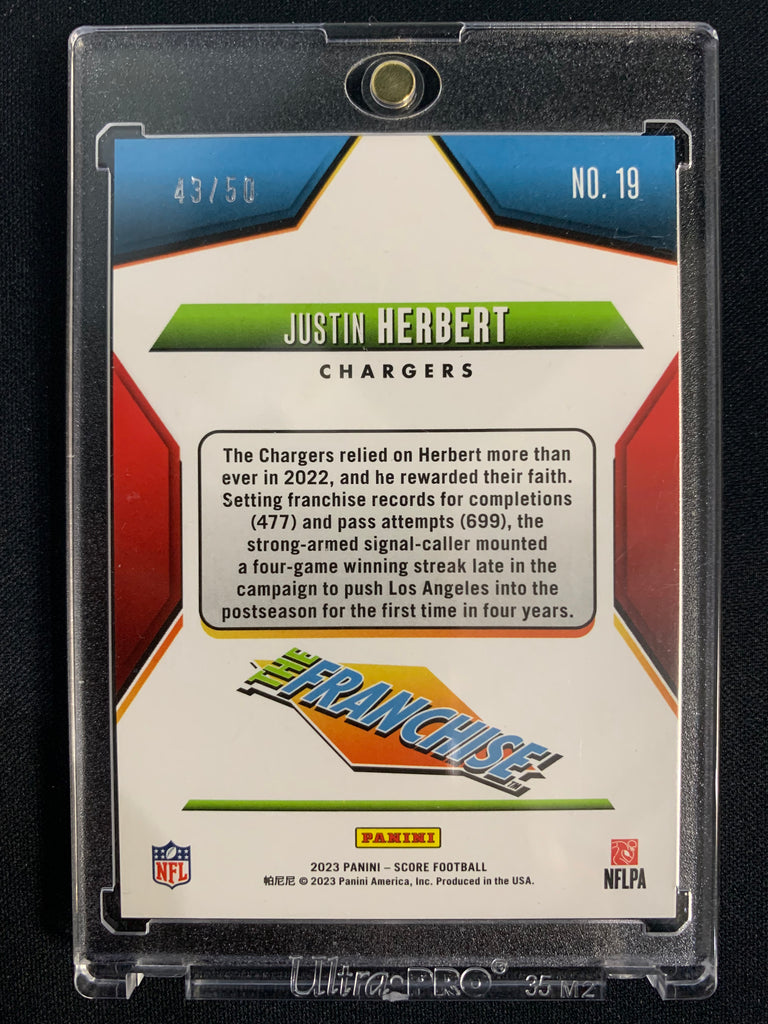 43/50
NO. 19
JUSTIN HERBERT
CHARGERS
The Chargers relied on Herbert more than
ever in 2022, and he rewarded their faith.
Setting franchise records for completions
(477) and pass attempts (699), the
strong-armed signal-caller mounted
a four-game winning streak late in the
campaign to push Los Angeles into the
postseason for the first time in four years.
THE FRANCHISE!
PANINI
NFL
2023 PANINI – SCORE FOOTBALL
帕尼尼 © 2023 Panini America, Inc. Produced in the USA.
NFLPA
Ultra•PRO® 35 M2